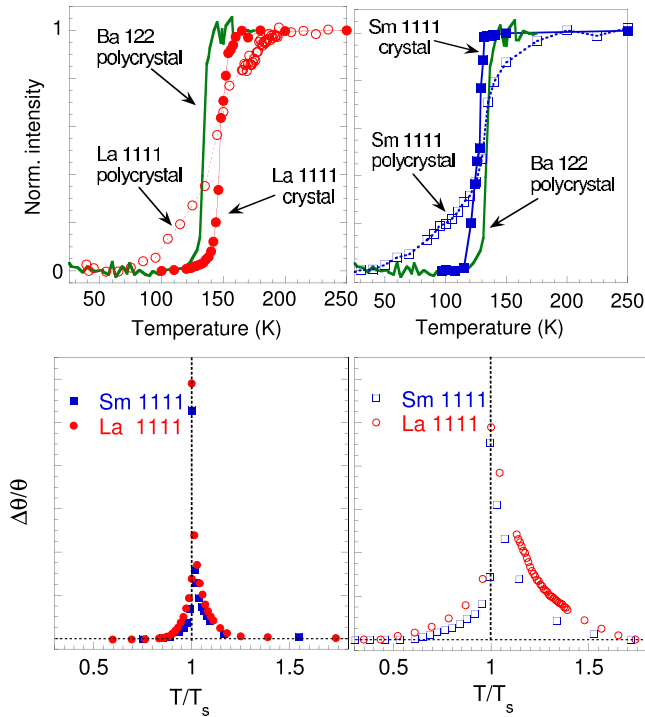 Norm. intensity
1
0
Ba 122
polycrystal
La 1111
polycrystal
La 1111
crystal
50 100 150 200 250
Temperature (K)
Sm 1111
crystal
Sm 1111
polycrystal
Ba 122
polycrystal
50 100 150 200 250
Temperature (K)
Δθ/θ
Sm 1111
La 1111
0.5 1 1.5
T/Ts
Sm 1111
La 1111
0.5 1 1.5
T/Ts